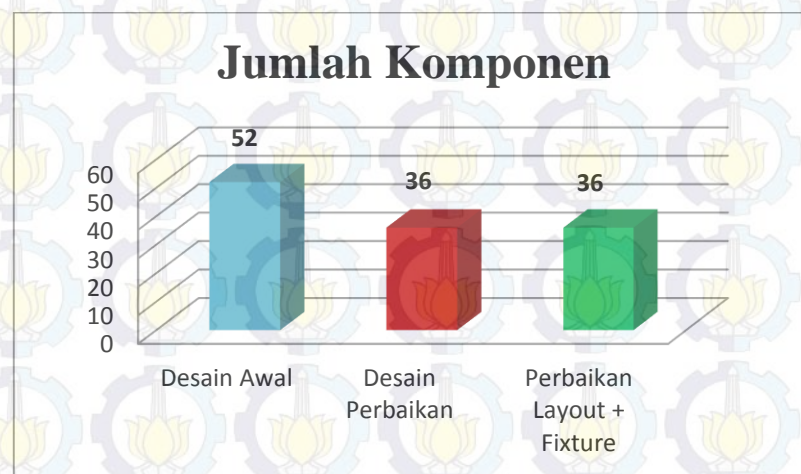 Jumlah Komponen
52
36
36
60
50
40
30
20
10
0
Desain Awal
Desain
Perbaikan
Perbaikan
Layout +
Fixture